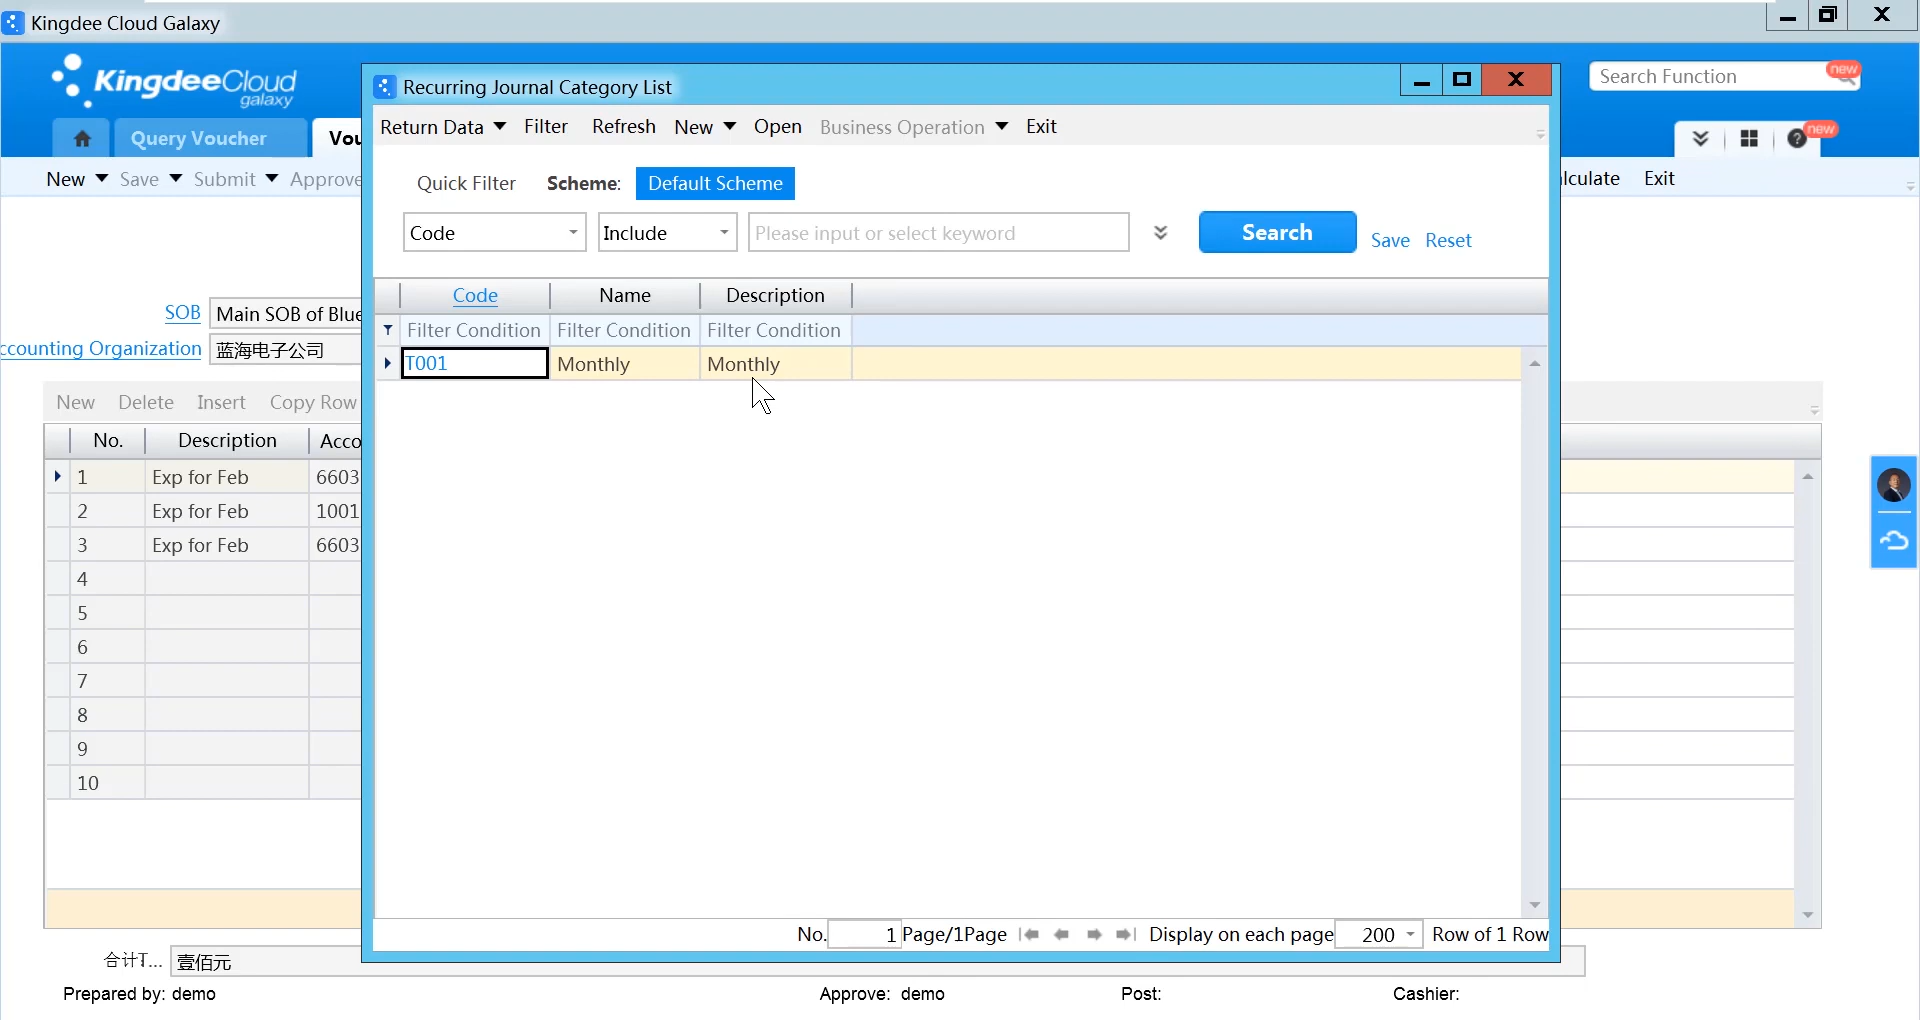 Kingdee Cloud Galaxy
KingdeeCloud
galaxy
Search Function
new
Query Voucher
Vou
new
New Save Submit Approve
lculate Exit
SOB Main SOB of Blue
ccounting Organization 蓝海电子公司
New Delete Insert Copy Row
No. Description Acco
1 Exp for Feb 6603
2 Exp for Feb 1001
3 Exp for Feb 6603
4
5
6
7
8
9
10
合计T... 壹佰元
Prepared by: demo Approve: demo Post: Cashier:
Recurring Journal Category List
Return Data Filter Refresh New Open Business Operation Exit
Quick Filter Scheme: Default Scheme
Code Include Please input or select keyword Search Save Reset
Code Name Description
Filter Condition Filter Condition Filter Condition
T001 Monthly Monthly
No. 1 Page/1Page Display on each page 200 Row of 1 Row